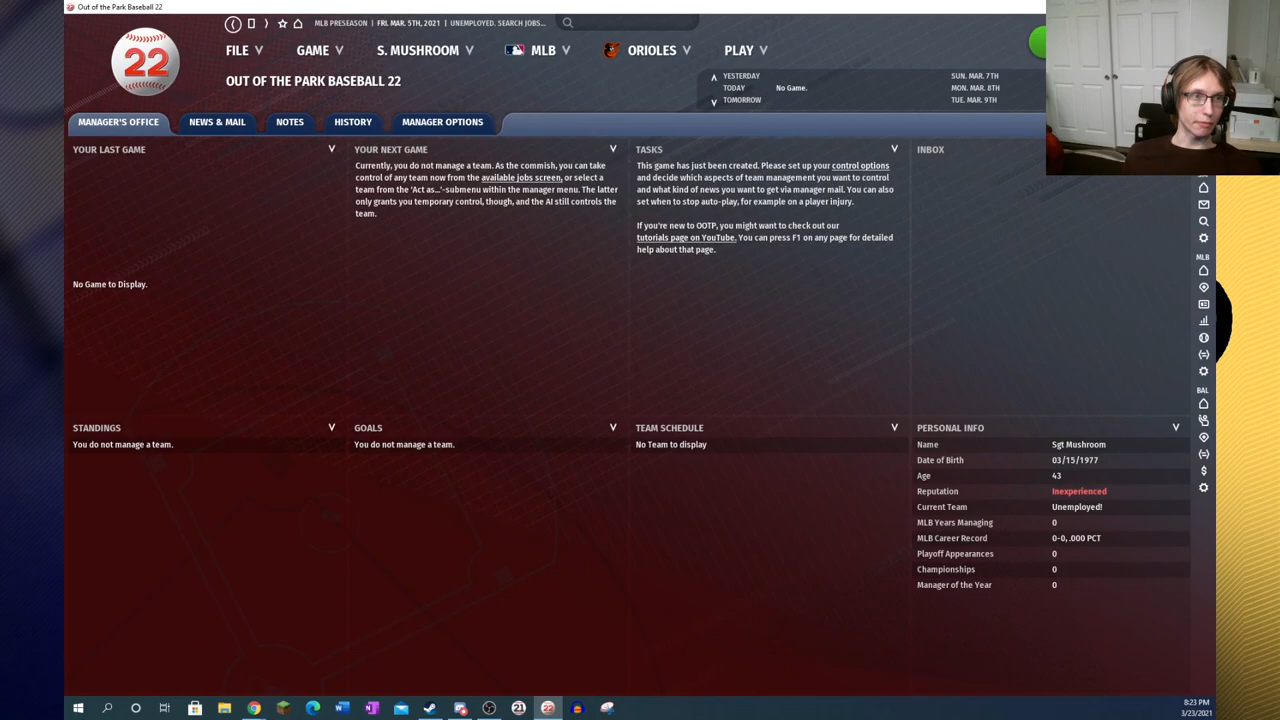 Out of the Park Baseball 22
MLB PRESEASON | FRI. MAR. 5TH, 2021 | UNEMPLOYED. SEARCH JOBS...
22
FILE GAME S. MUSHROOM MLB ORIOLES PLAY
OUT OF THE PARK BASEBALL 22
YESTERDAY
TODAY No Game.
TOMORROW
SUN. MAR. 7TH
MON. MAR. 8TH
TUE. MAR. 9TH
MANAGER'S OFFICE NEWS & MAIL NOTES HISTORY MANAGER OPTIONS
YOUR LAST GAME
No Game to Display.
YOUR NEXT GAME
Currently, you do not manage a team. As the commish, you can take
control of any team now from the available jobs screen, or select a
team from the 'Act as...'-submenu within the manager menu. The latter
only grants you temporary control, though, and the AI still controls the
team.
TASKS
This game has just been created. Please set up your control options
and decide which aspects of team management you want to control
and what kind of news you want to get via manager mail. You can also
set when to stop auto-play, for example on a player injury.
If you're new to OOTP, you might want to check out our
tutorials page on YouTube. You can press F1 on any page for detailed
help about that page.
INBOX
MLB
BAL
STANDINGS
You do not manage a team.
GOALS
You do not manage a team.
TEAM SCHEDULE
No Team to display
PERSONAL INFO
Name Sgt Mushroom
Date of Birth 03/15/1977
Age 43
Reputation Inexperienced
Current Team Unemployed!
MLB Years Managing 0
MLB Career Record 0-0, .000 PCT
Playoff Appearances 0
Championships 0
Manager of the Year 0
21 22
8:23 PM
3/23/2021